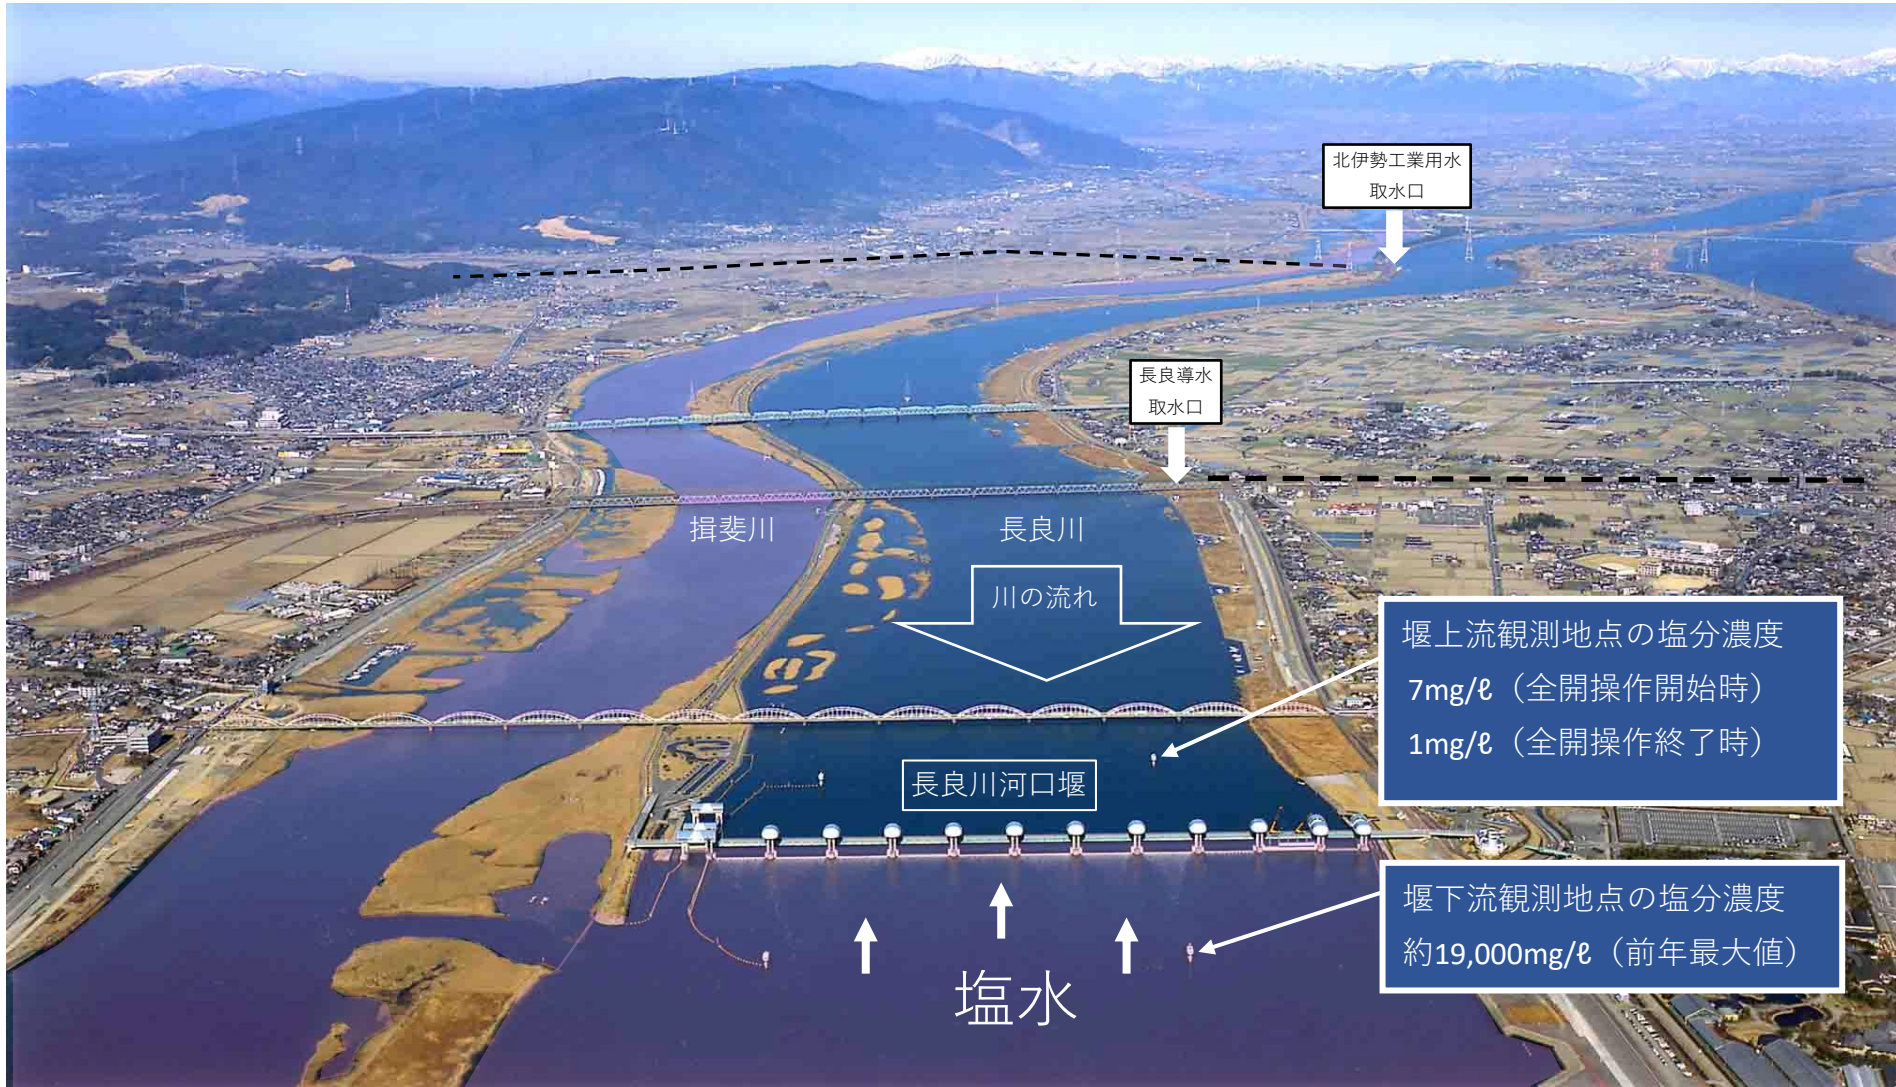 北伊勢工業用水
取水口
長良導水
取水口
揖斐川
長良川
川の流れ
堰上流観測地点の塩分濃度
7mg/ℓ（全開操作開始時）
1mg/ℓ（全開操作終了時）
長良川河口堰
堰下流観測地点の塩分濃度
約19,000mg/ℓ（前年最大値）
塩水